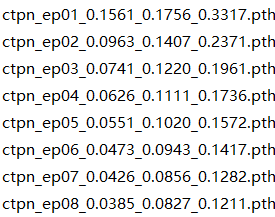 ctpn_ep01_0.1561_0.1756_0.3317.pth
ctpn_ep02_0.0963_0.1407_0.2371.pth
ctpn_ep03_0.0741_0.1220_0.1961.pth
ctpn_ep04_0.0626_0.1111_0.1736.pth
ctpn_ep05_0.0551_0.1020_0.1572.pth
ctpn_ep06_0.0473_0.0943_0.1417.pth
ctpn_ep07_0.0426_0.0856_0.1282.pth
ctpn_ep08_0.0385_0.0827_0.1211.pth